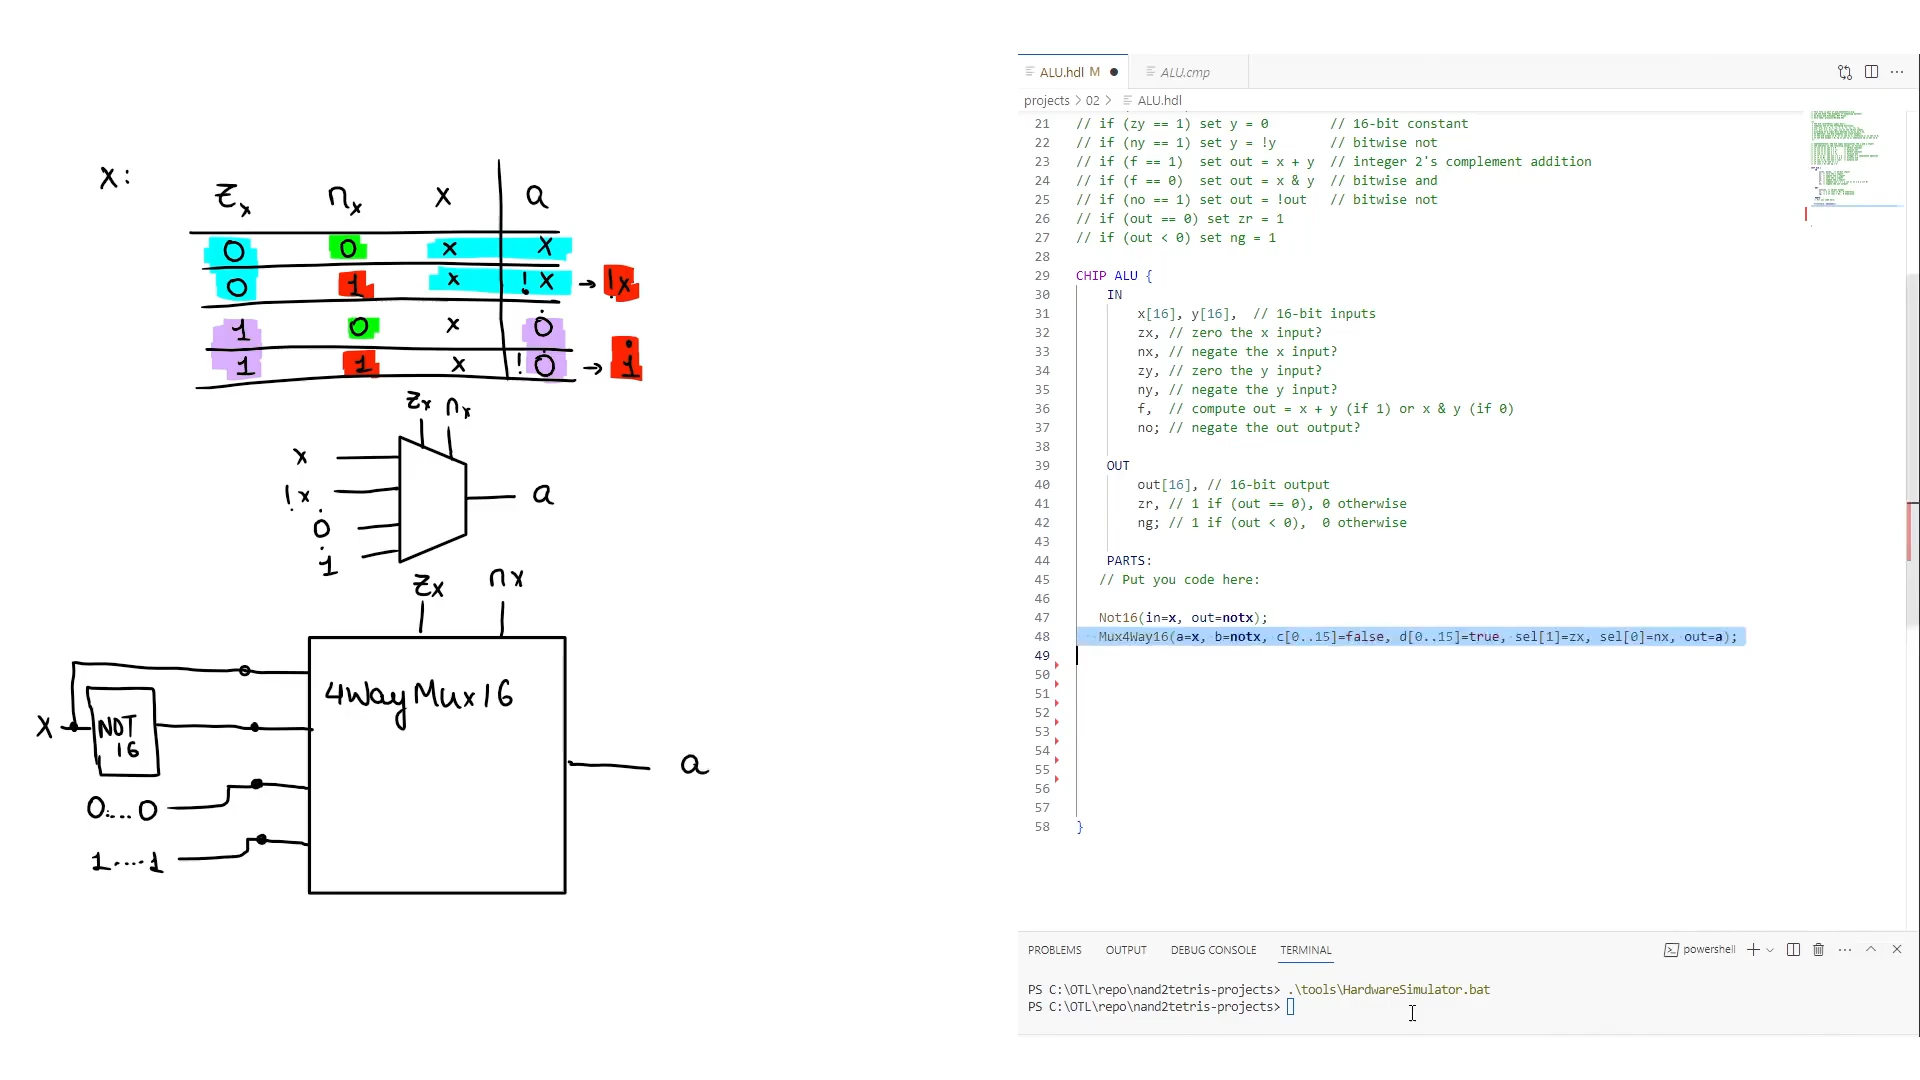 x:
Zx nx x a
0 0 x x
0 1 x !x → !x
1 0 x 0
1 1 x !0 → 1
Zx nx
x
!x
0
1
a
Zx nx
4WayMux16
X
NOT
16
0....0
1.....1
a
ALU.hdl M ●
ALU.cmp
projects > 02 > ALU.hdl
21 // if (zy == 1) set y = 0 // 16-bit constant
22 // if (ny == 1) set y = !y // bitwise not
23 // if (f == 1) set out = x + y // integer 2's complement addition
24 // if (f == 0) set out = x & y // bitwise and
25 // if (no == 1) set out = !out // bitwise not
26 // if (out == 0) set zr = 1
27 // if (out < 0) set ng = 1
28
29 CHIP ALU {
30 IN
31 x[16], y[16], // 16-bit inputs
32 zx, // zero the x input?
33 nx, // negate the x input?
34 zy, // zero the y input?
35 ny, // negate the y input?
36 f, // compute out = x + y (if 1) or x & y (if 0)
37 no; // negate the out output?
38
39 OUT
40 out[16], // 16-bit output
41 zr, // 1 if (out == 0), 0 otherwise
42 ng; // 1 if (out < 0), 0 otherwise
43
44 PARTS:
45 // Put you code here:
46
47 Not16(in=x, out=notx);
48 Mux4Way16(a=x, b=notx, c[0..15]=false, d[0..15]=true, sel[1]=zx, sel[0]=nx, out=a);
49
50
51
52
53
54
55
56
57
58 }
PROBLEMS OUTPUT DEBUG CONSOLE TERMINAL
powershell
PS C:\OTL\repo\nand2tetris-projects> .\tools\HardwareSimulator.bat
PS C:\OTL\repo\nand2tetris-projects>